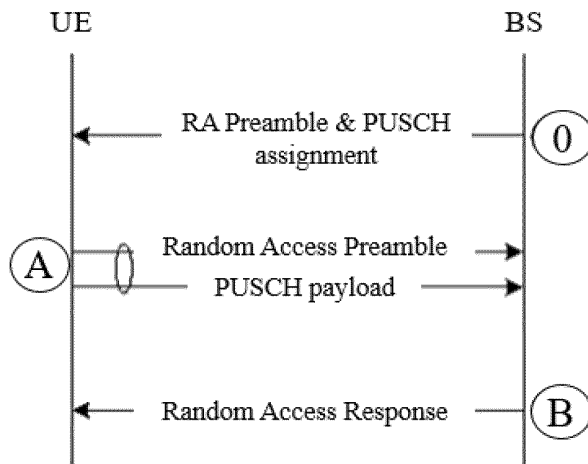 UE
BS
RA Preamble & PUSCH
assignment
0
A
Random Access Preamble
PUSCH payload
Random Access Response
B